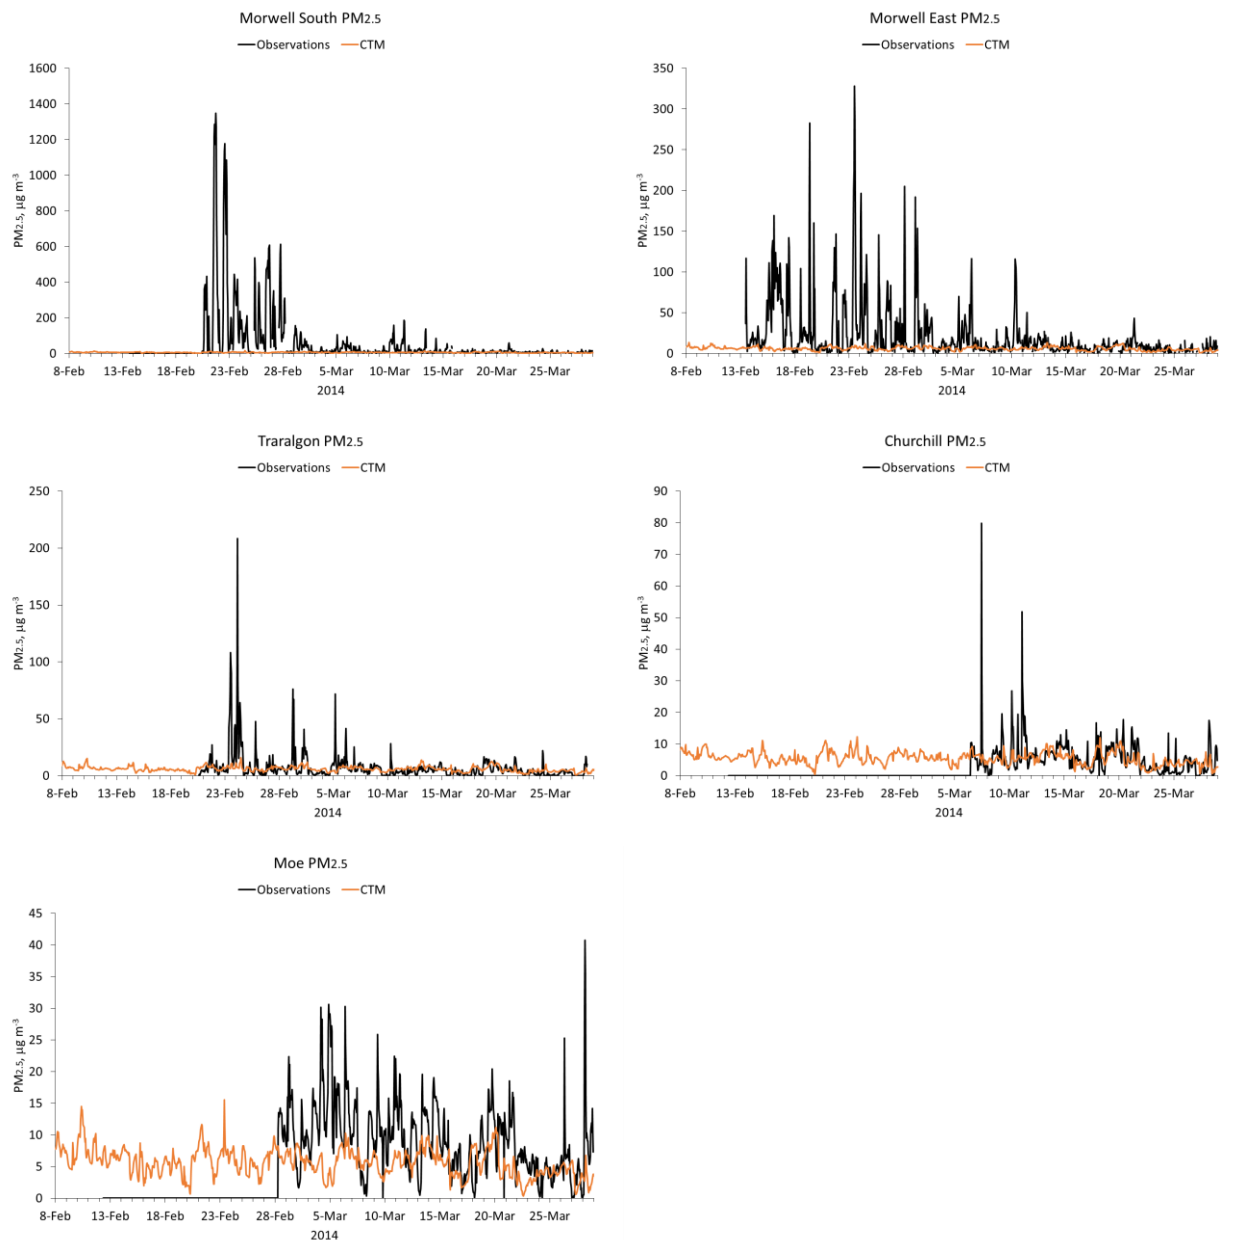 Morwell South PM2.5
Observations CTM
PM2.5, µg m-3
1600
1400
1200
1000
800
600
400
200
0
8-Feb 13-Feb 18-Feb 23-Feb 28-Feb 5-Mar 10-Mar 15-Mar 20-Mar 25-Mar
2014
Morwell East PM2.5
Observations CTM
PM2.5, µg m-3
350
300
250
200
150
100
50
0
8-Feb 13-Feb 18-Feb 23-Feb 28-Feb 5-Mar 10-Mar 15-Mar 20-Mar 25-Mar
2014
Traralgon PM2.5
Observations CTM
PM2.5, µg m-3
250
200
150
100
50
0
8-Feb 13-Feb 18-Feb 23-Feb 28-Feb 5-Mar 10-Mar 15-Mar 20-Mar 25-Mar
2014
Churchill PM2.5
Observations CTM
PM2.5, µg m-3
90
80
70
60
50
40
30
20
10
0
8-Feb 13-Feb 18-Feb 23-Feb 28-Feb 5-Mar 10-Mar 15-Mar 20-Mar 25-Mar
2014
Moe PM2.5
Observations CTM
PM2.5, µg m-3
45
40
35
30
25
20
15
10
5
0
8-Feb 13-Feb 18-Feb 23-Feb 28-Feb 5-Mar 10-Mar 15-Mar 20-Mar 25-Mar
2014